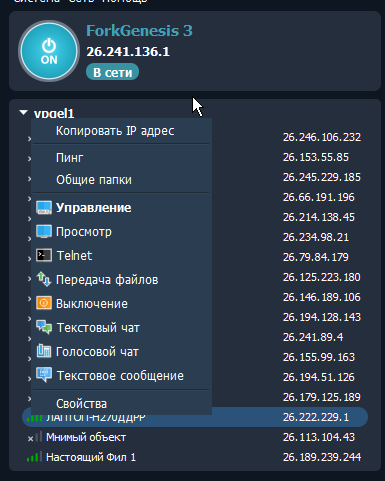 Система Сеть Помощь
ForkGenesis 3
26.241.136.1
ON
В сети
vpgel1
Копировать IP адрес
26.246.106.232
Пинг
26.153.55.85
Общие папки
26.245.229.185
Управление
26.66.191.196
Просмотр
26.214.138.45
26.234.98.21
Telnet
26.79.84.179
Передача файлов
26.125.223.180
Выключение
26.146.189.106
Текстовый чат
26.194.128.143
26.241.89.4
Голосовой чат
26.155.99.163
Текстовое сообщение
26.194.51.126
Свойства
26.179.125.189
ЛАПТОП-H270ДДРР
26.222.229.1
Мнимый объект
26.113.104.43
Настоящий Фил 1
26.189.239.244